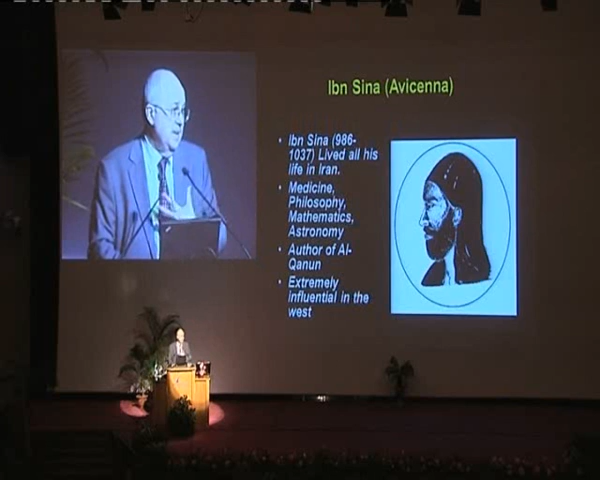 Ibn Sina (Avicenna)
• Ibn Sina (986-
1037) Lived all his
life in Iran.
• Medicine,
Philosophy,
Mathematics,
Astronomy
• Author of Al-
Qanun
• Extremely
influential in the
west